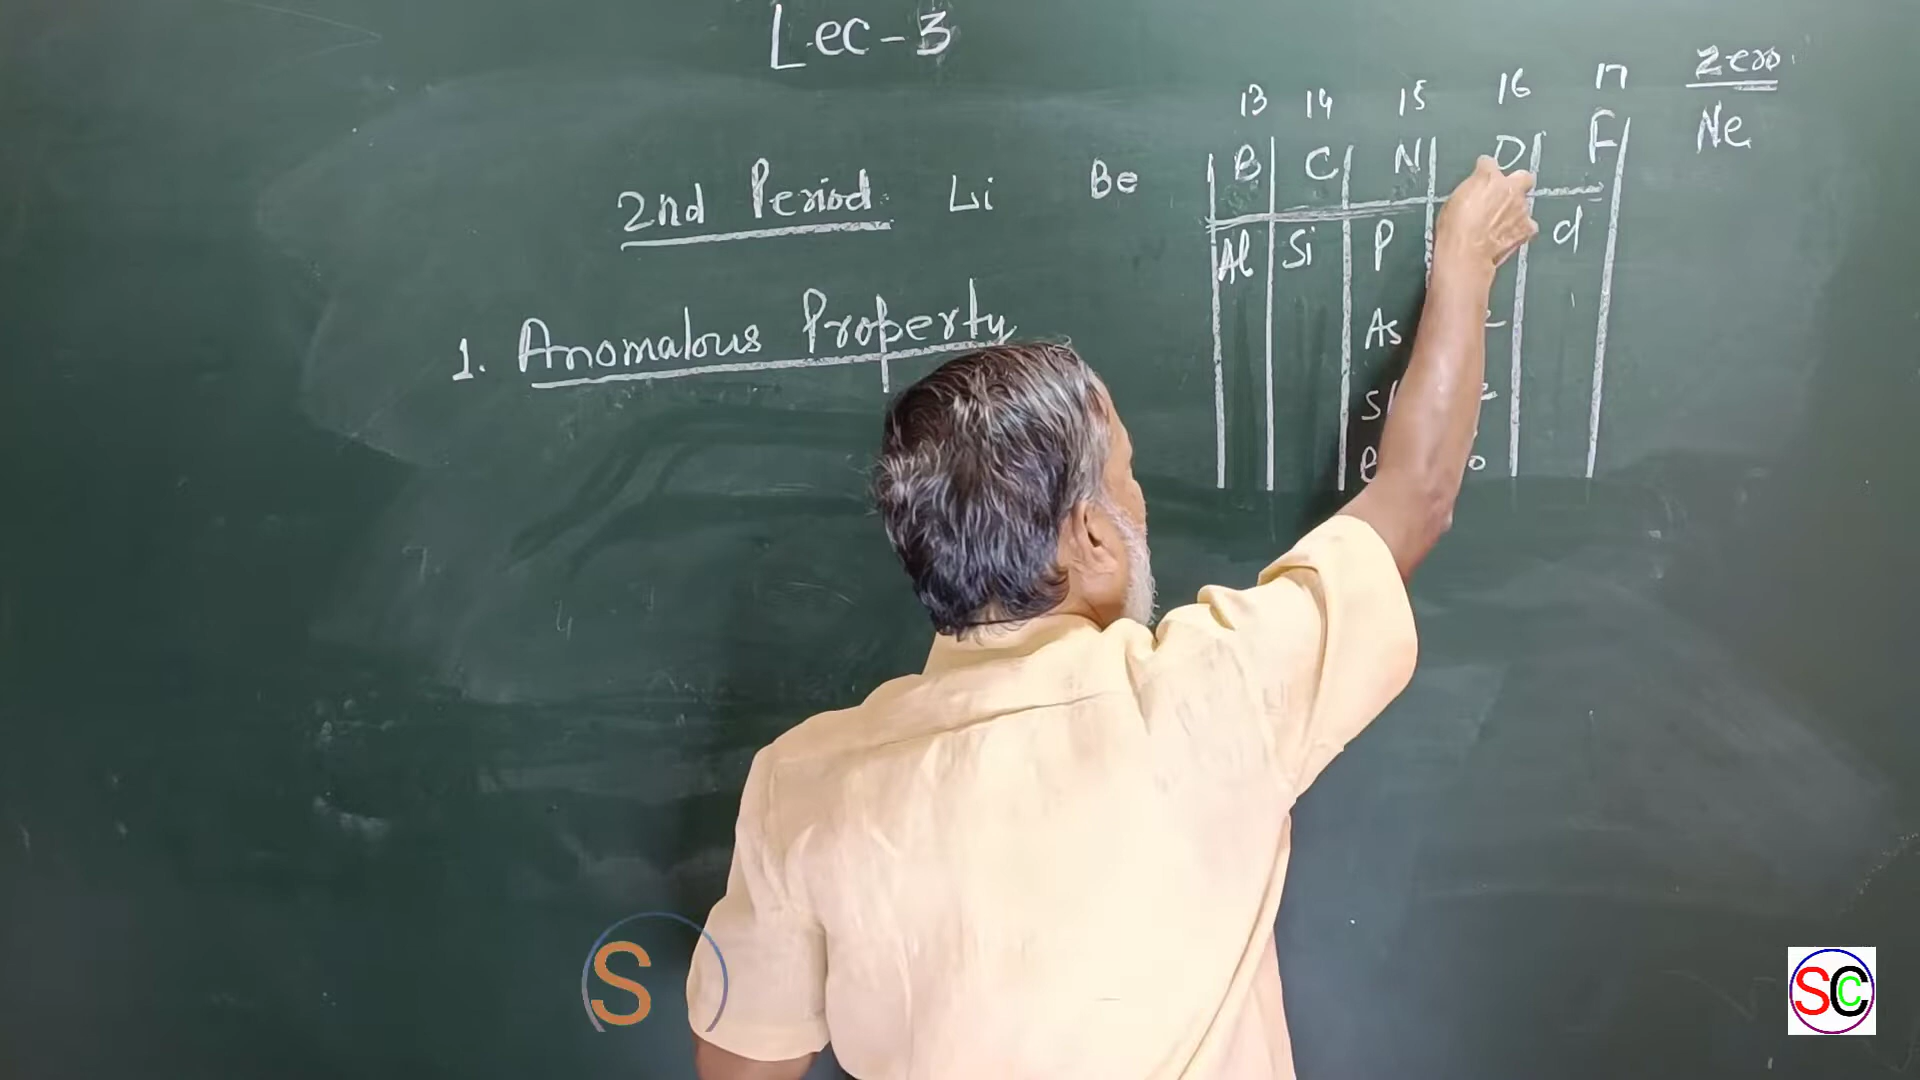 Lec-3
zero
13 14 15 16 17
2nd Period Li Be B C N O F Ne
Al Si P Cl
1. Anomalous Property
As
S
SC